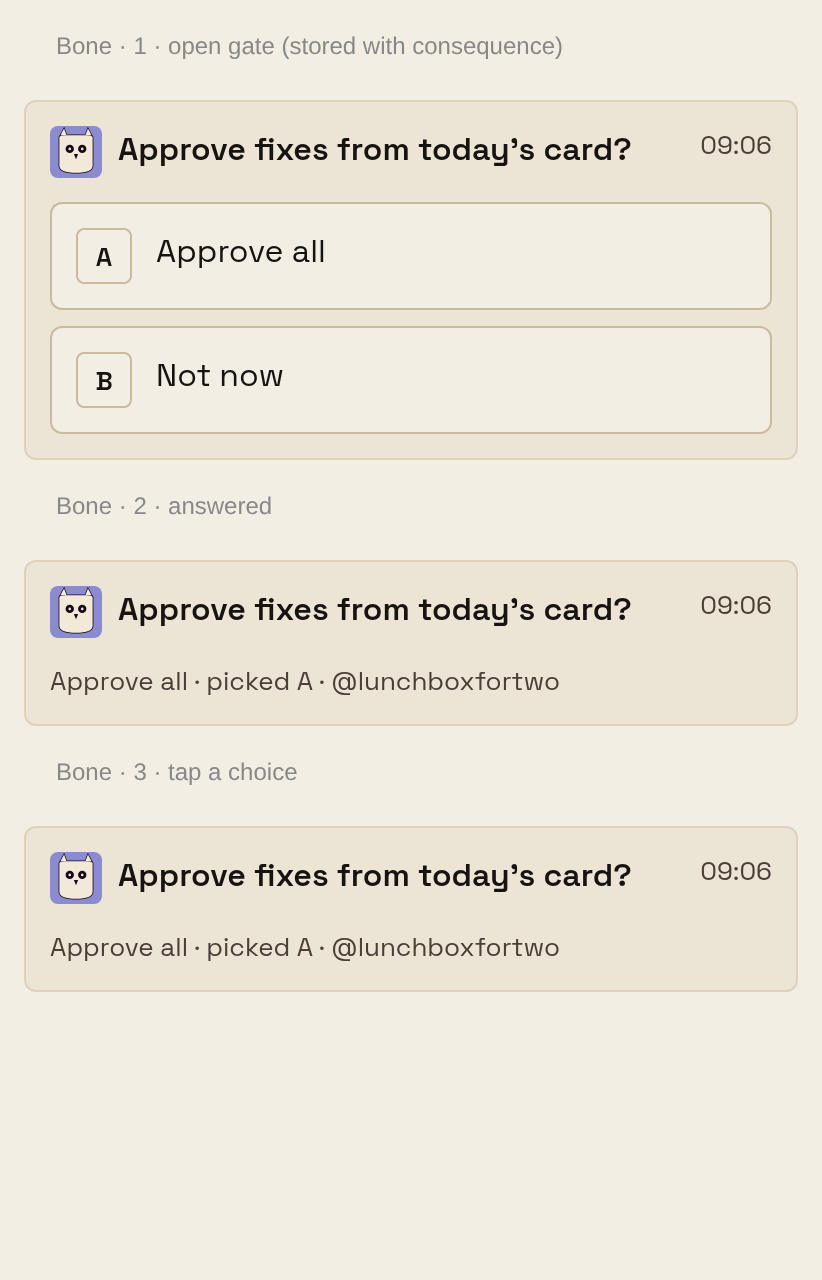 Bone · 1 · open gate (stored with consequence)
Approve fixes from today’s card? 09:06
A Approve all
B Not now
Bone · 2 · answered
Approve fixes from today’s card? 09:06
Approve all · picked A · @lunchboxfortwo
Bone · 3 · tap a choice
Approve fixes from today’s card? 09:06
Approve all · picked A · @lunchboxfortwo